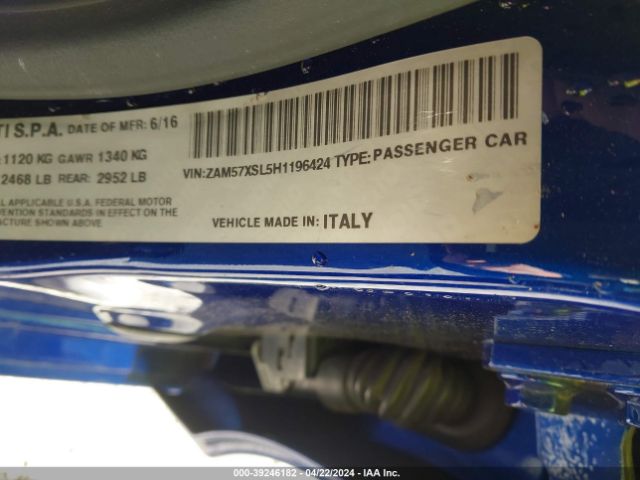 TI S.P.A. DATE OF MFR: 6/16
:1120 KG GAWR 1340 KG
2468 LB REAR: 2952 LB
APPLICABLE U.S.A. FEDERAL MOTOR
VENTION STANDARDS IN EFFECT ON THE
FACTURE SHOWN ABOVE
VIN:ZAM57XSL5H1196424 TYPE:PASSENGER CAR
VEHICLE MADE IN: ITALY
000-39246182 - 04/22/2024 - IAA Inc.